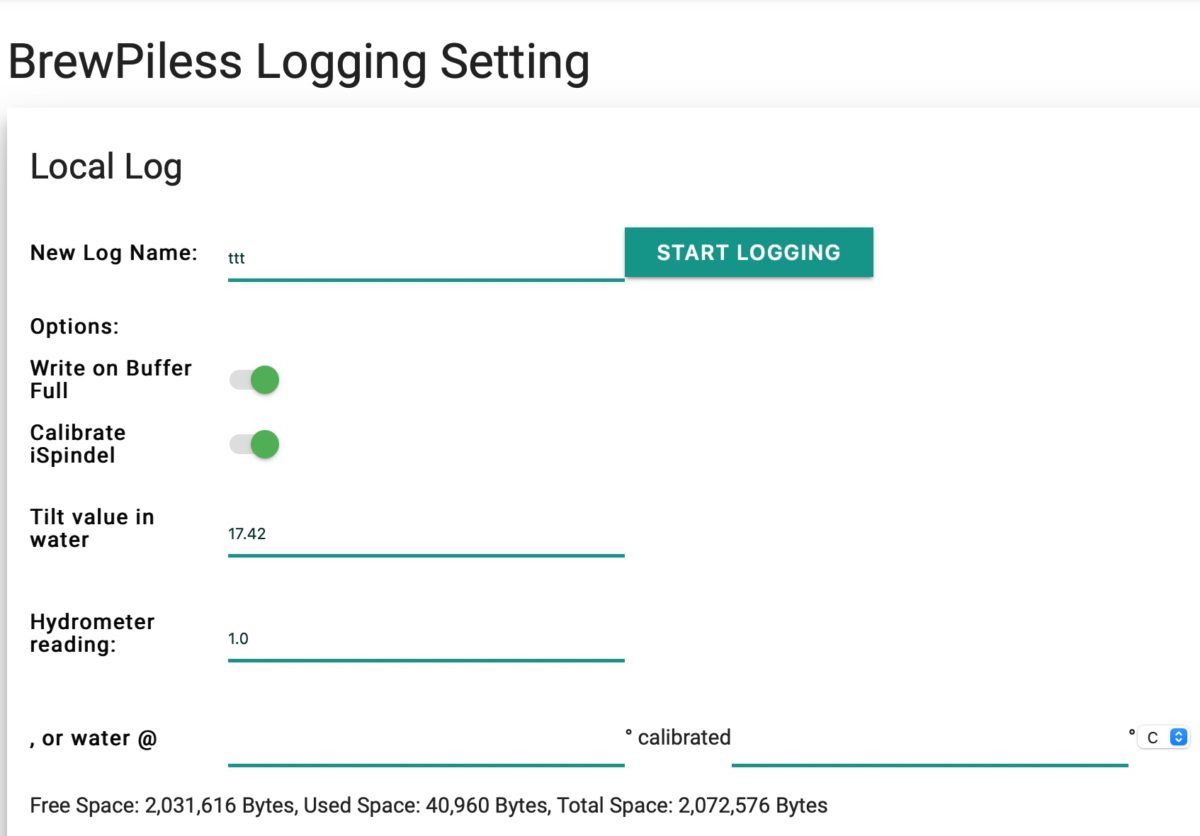 BrewPiless Logging Setting
Local Log
New Log Name: ttt START LOGGING
Options:
Write on Buffer
Full
Calibrate
iSpindel
Tilt value in
water
17.42
Hydrometer
reading:
1.0
, or water @ ° calibrated ° C
Free Space: 2,031,616 Bytes, Used Space: 40,960 Bytes, Total Space: 2,072,576 Bytes